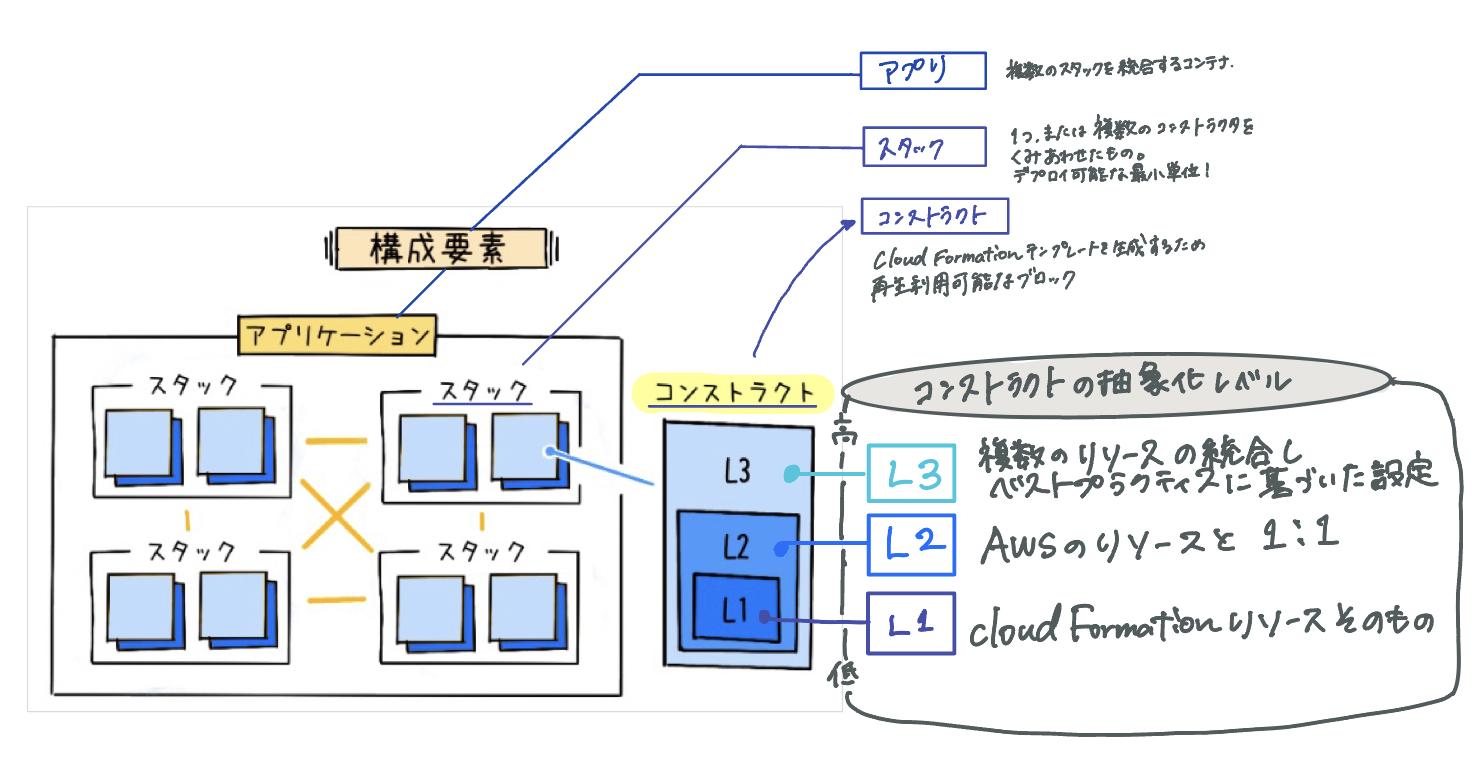 アプリ
複数のスタックを統合するコンテナ.
スタック
1つ,または複数のコンストラクタを
くみあわせたもの。
デプロイ可能な最小単位!
コンストラクト
Cloud Formationテンプレートを生成するため
再生利用可能なブロック
構成要素
アプリケーション
スタック
スタック
スタック
スタック
コンストラクト
L3
L2
L1
コンストラクトの抽象化レベル
高
L3
複数のリソースの統合し
ベストプラクティスに基づいた設定
L2
AWSのリソースと 1:1
L1
cloud Formationリソースそのもの
低